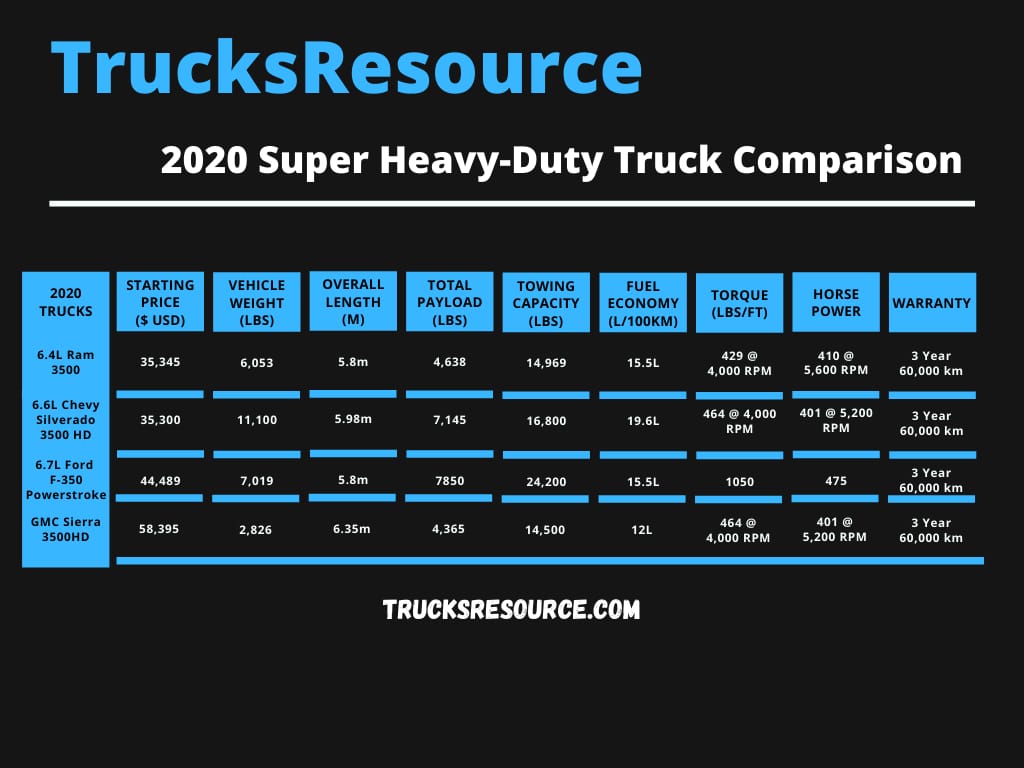 TrucksResource
2020 Super Heavy-Duty Truck Comparison
2020
TRUCKS
STARTING
PRICE
($ USD)
VEHICLE
WEIGHT
(LBS)
OVERALL
LENGTH
(M)
TOTAL
PAYLOAD
(LBS)
TOWING
CAPACITY
(LBS)
FUEL
ECONOMY
(L/100KM)
TORQUE
(LBS/FT)
HORSE
POWER
WARRANTY
6.4L Ram
3500
35,345
6,053
5.8m
4,638
14,969
15.5L
429 @
4,000 RPM
410 @
5,600 RPM
3 Year
60,000 km
6.6L Chevy
Silverado
3500 HD
35,300
11,100
5.98m
7,145
16,800
19.6L
464 @ 4,000
RPM
401 @ 5,200
RPM
3 Year
60,000 km
6.7L Ford
F-350
Powerstroke
44,489
7,019
5.8m
7850
24,200
15.5L
1050
475
3 Year
60,000 km
GMC Sierra
3500HD
58,395
2,826
6.35m
4,365
14,500
12L
464 @
4,000 RPM
401 @
5,200 RPM
3 Year
60,000 km
TRUCKSRESOURCE.COM